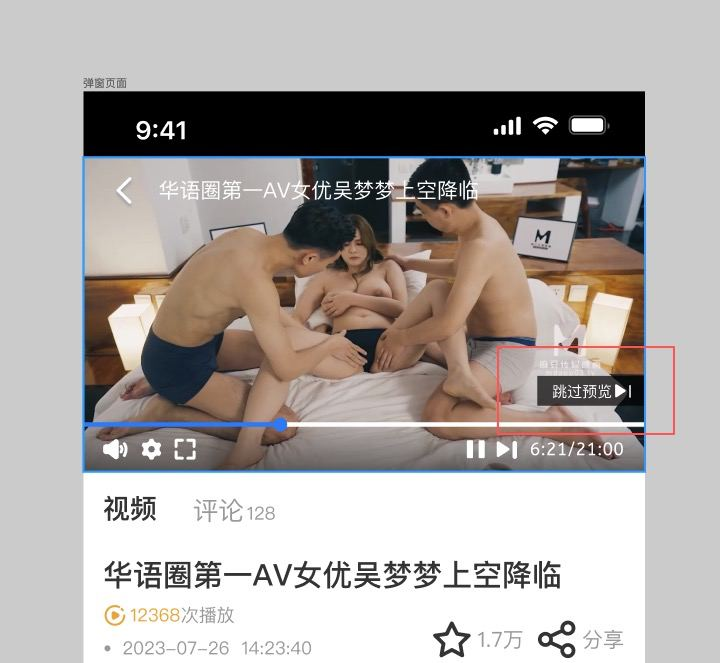 弹窗页面
9:41
华语圈第一AV女优吴梦梦上空降临
M
M
跳过预览
6:21/21:00
视频 评论128
华语圈第一AV女优吴梦梦上空降临
12368次播放
• 2023-07-26 14:23:40 1.7万 分享